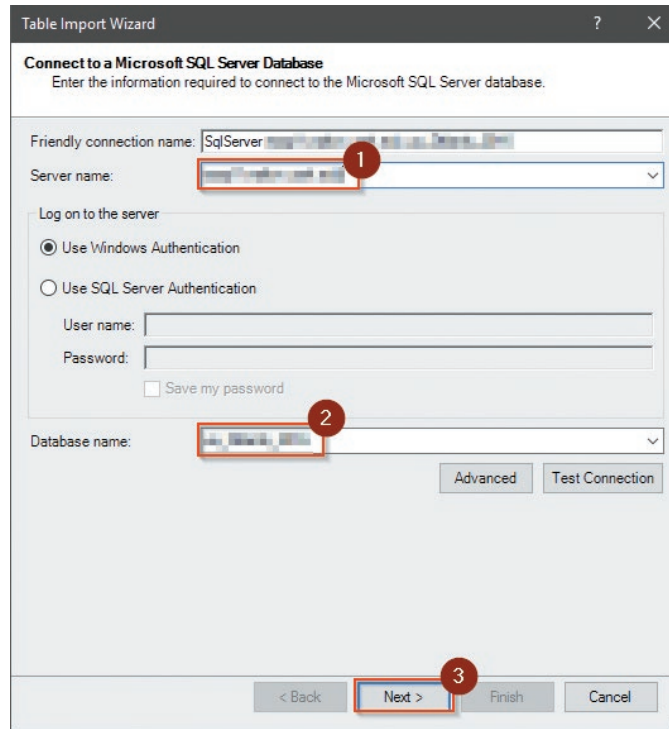 Table Import Wizard ? ×
Connect to a Microsoft SQL Server Database
Enter the information required to connect to the Microsoft SQL Server database.
Friendly connection name: SqlServer
1
Server name:
Log on to the server
Use Windows Authentication
Use SQL Server Authentication
User name:
Password:
Save my password
2
Database name:
Advanced Test Connection
3
< Back Next > Finish Cancel